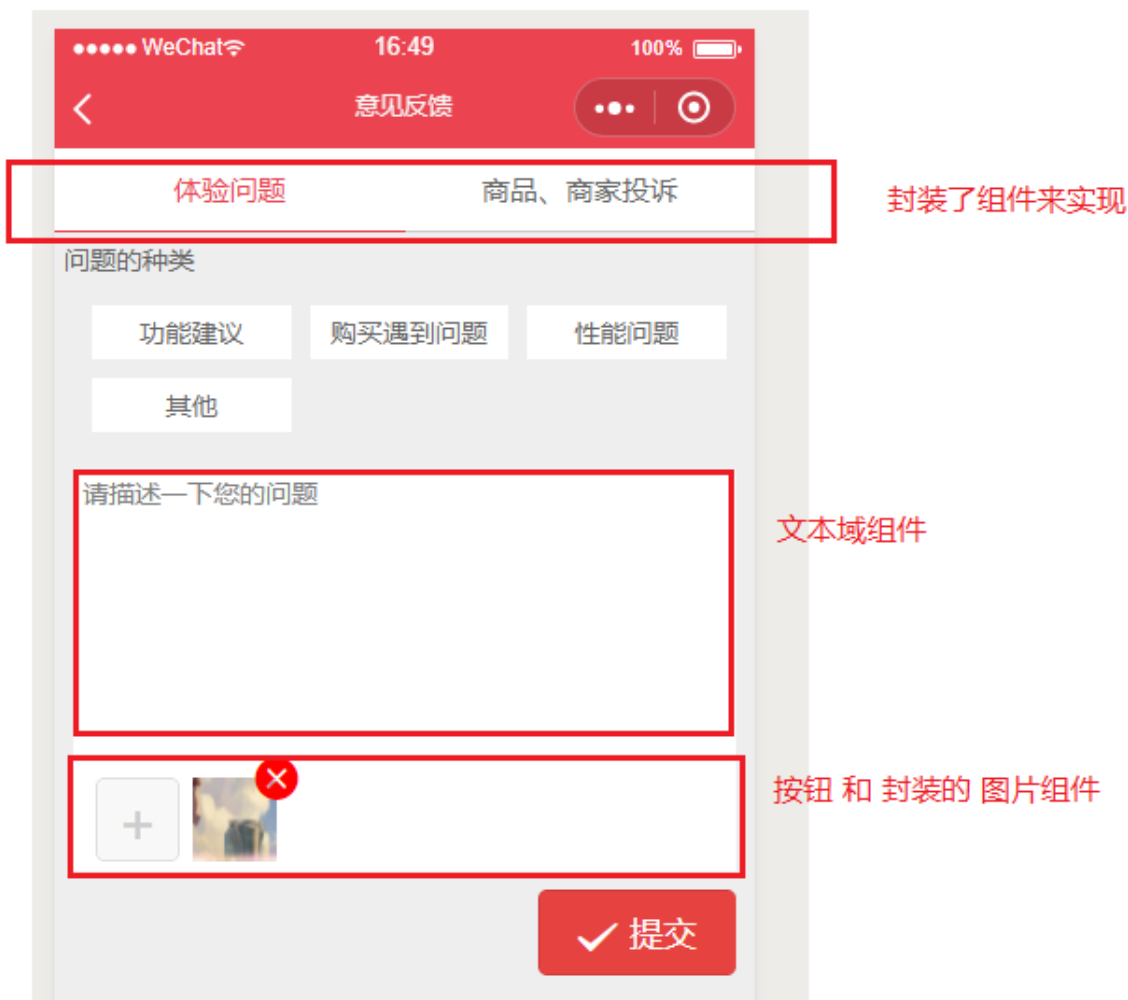 WeChat 16:49 100%
意见反馈
体验问题 商品、商家投诉
封装了组件来实现
问题的种类
功能建议 购买遇到问题 性能问题
其他
请描述一下您的问题
文本域组件
按钮 和 封装的 图片组件
提交